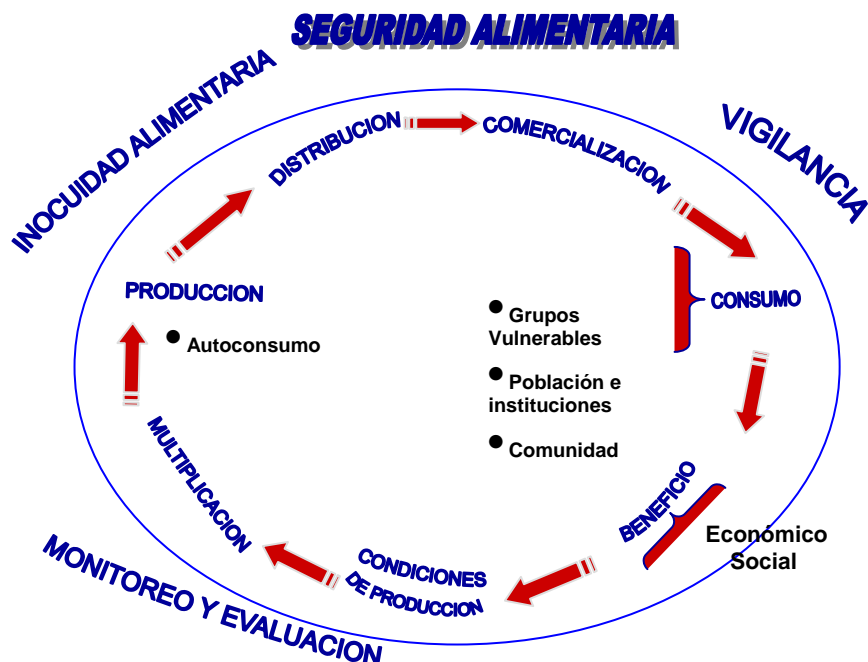 SEGURIDAD ALIMENTARIA
INOCUIDAD ALIMENTARIA
VIGILANCIA
DISTRIBUCION
COMERCIALIZACION
PRODUCCION
● Autoconsumo
CONSUMO
● Grupos
Vulnerables
● Población e
instituciones
● Comunidad
BENEFICIO
Económico
Social
CONDICIONES
DE PRODUCCION
MULTIPLICACION
MONITOREO Y EVALUACION